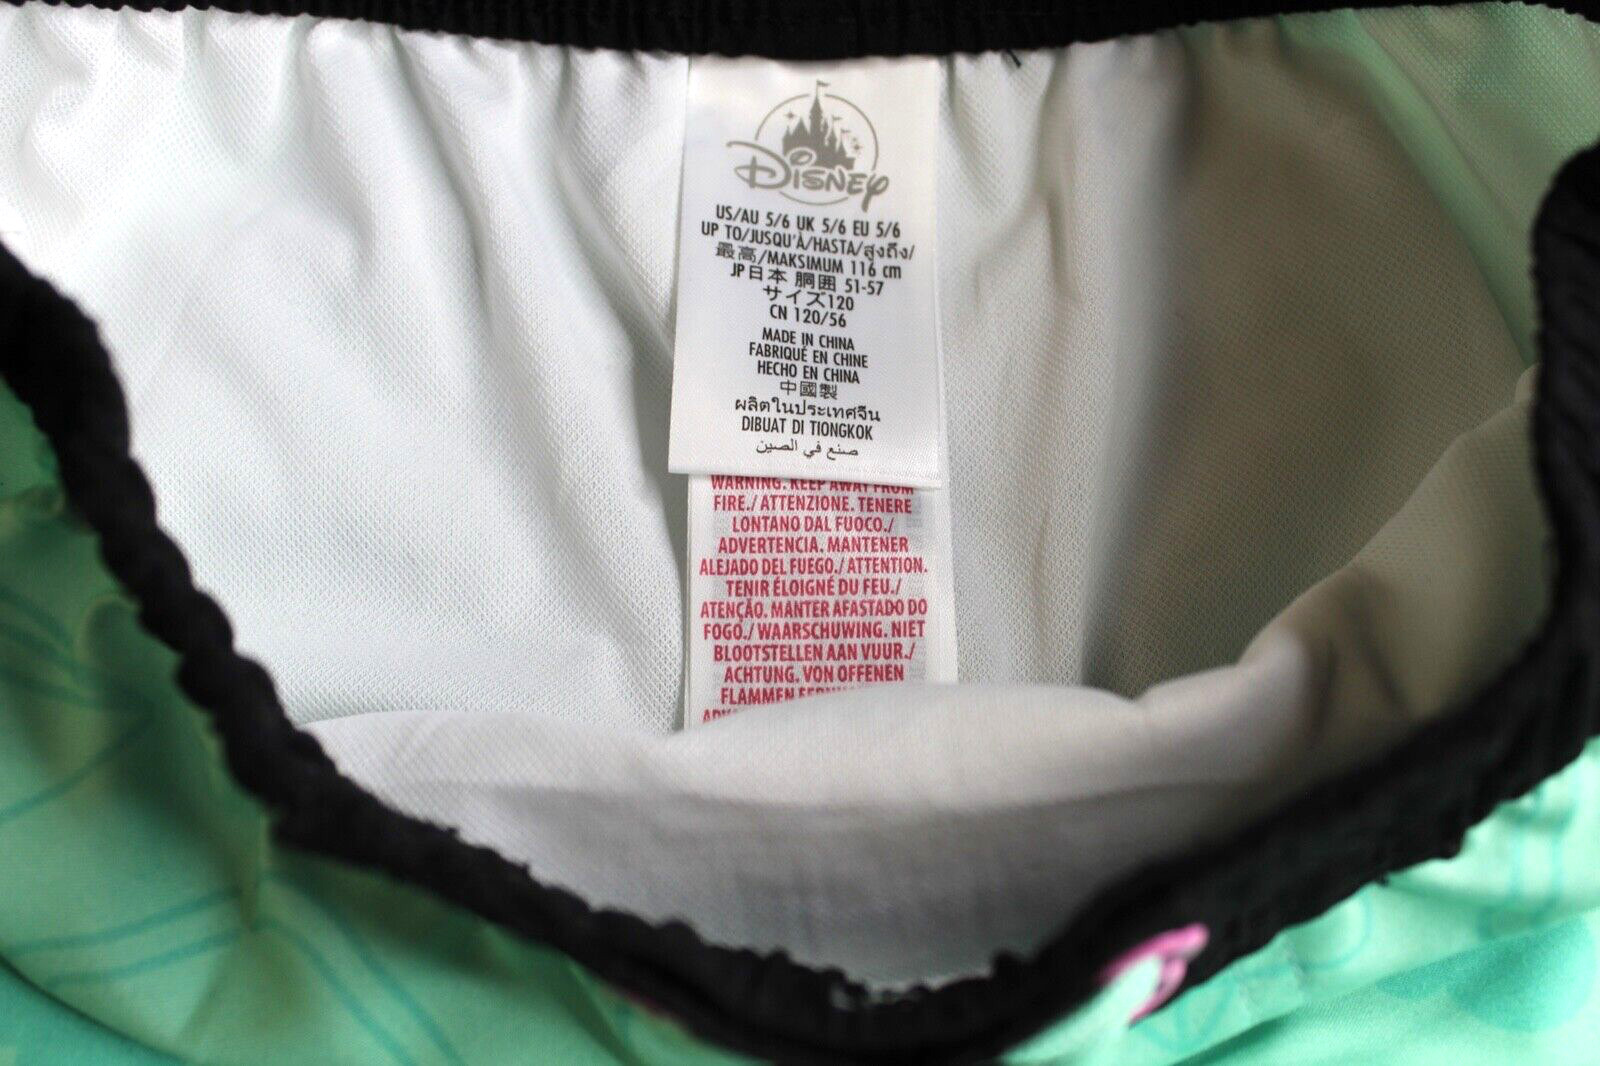 Disney
US/AU 5/6 UK 5/6 EU 5/6
UP TO/JUSQU'À/HASTA/สูงถึง/
最高/MAKSIMUM 116 cm
JP日本 胴囲 51-57
サイズ120
CN 120/56
MADE IN CHINA
FABRIQUÉ EN CHINE
HECHO EN CHINA
中國製
ผลิตในประเทศจีน
DIBUAT DI TIONGKOK
صنع في الصين
WARNING. KEEP AWAY FROM
FIRE./ ATTENZIONE. TENERE
LONTANO DAL FUOCO./
ADVERTENCIA. MANTENER
ALEJADO DEL FUEGO./ ATTENTION.
TENIR ÉLOIGNÉ DU FEU./
ATENÇÃO. MANTER AFASTADO DO
FOGO./ WAARSCHUWING. NIET
BLOOTSTELLEN AAN VUUR./
ACHTUNG. VON OFFENEN
FLAMMEN